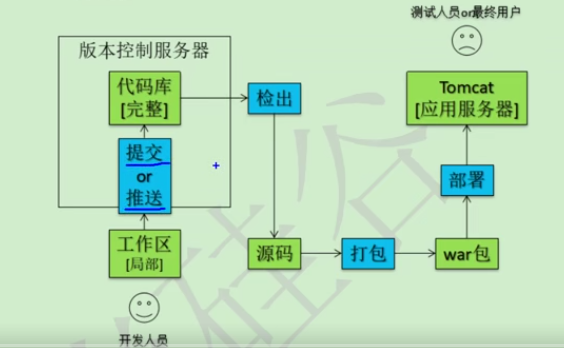 测试人员or最终用户
版本控制服务器
代码库
[完整]
检出
Tomcat
[应用服务器]
提交
or
推送
部署
工作区
[局部]
源码
打包
war包
开发人员
硅谷